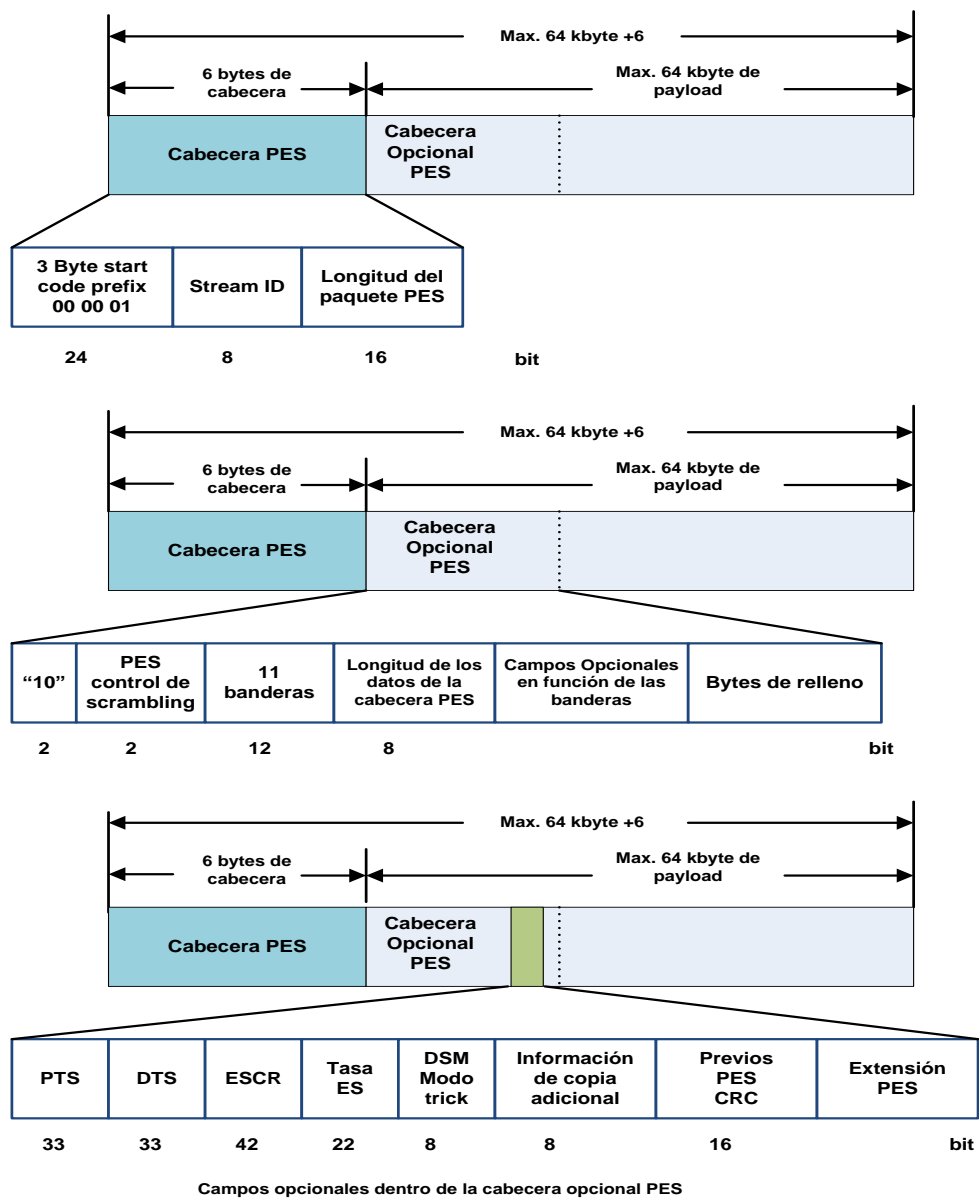 Max. 64 kbyte +6
6 bytes de
cabecera
Max. 64 kbyte de
payload
Cabecera PES
Cabecera
Opcional
PES
3 Byte start
code prefix
00 00 01
Stream ID
Longitud del
paquete PES
24 8 16 bit
Max. 64 kbyte +6
6 bytes de
cabecera
Max. 64 kbyte de
payload
Cabecera PES
Cabecera
Opcional
PES
“10”
PES
control de
scrambling
11
banderas
Longitud de los
datos de la
cabecera PES
Campos Opcionales
en función de las
banderas
Bytes de relleno
2 2 12 8 bit
Max. 64 kbyte +6
6 bytes de
cabecera
Max. 64 kbyte de
payload
Cabecera PES
Cabecera
Opcional
PES
PTS
DTS
ESCR
Tasa
ES
DSM
Modo
trick
Información
de copia
adicional
Previos
PES
CRC
Extensión
PES
33 33 42 22 8 8 16 bit
Campos opcionales dentro de la cabecera opcional PES